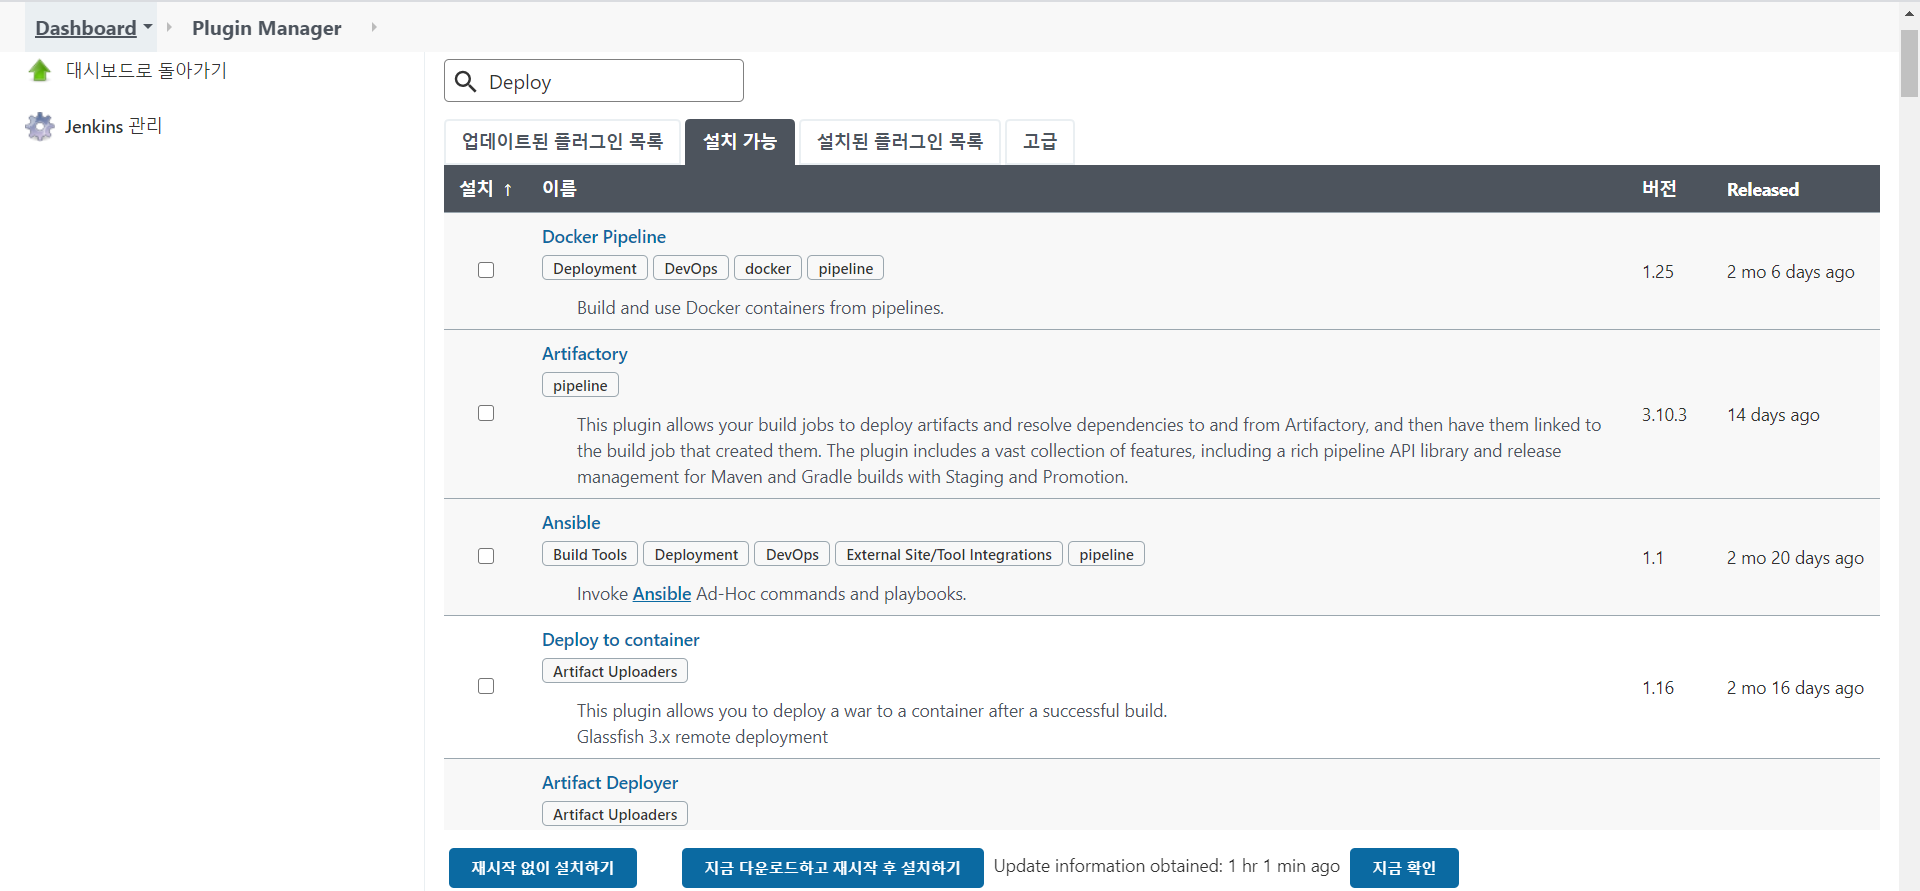 Dashboard Plugin Manager
대시보드로 돌아가기
Jenkins 관리
Deploy
업데이트된 플러그인 목록 설치 가능 설치된 플러그인 목록 고급
설치 ↑ 이름 버전 Released
Docker Pipeline
Deployment DevOps docker pipeline
Build and use Docker containers from pipelines.
1.25 2 mo 6 days ago
Artifactory
pipeline
This plugin allows your build jobs to deploy artifacts and resolve dependencies to and from Artifactory, and then have them linked to
the build job that created them. The plugin includes a vast collection of features, including a rich pipeline API library and release
management for Maven and Gradle builds with Staging and Promotion.
3.10.3 14 days ago
Ansible
Build Tools Deployment DevOps External Site/Tool Integrations pipeline
Invoke Ansible Ad-Hoc commands and playbooks.
1.1 2 mo 20 days ago
Deploy to container
Artifact Uploaders
This plugin allows you to deploy a war to a container after a successful build.
Glassfish 3.x remote deployment
1.16 2 mo 16 days ago
Artifact Deployer
Artifact Uploaders
재시작 없이 설치하기 지금 다운로드하고 재시작 후 설치하기 Update information obtained: 1 hr 1 min ago 지금 확인